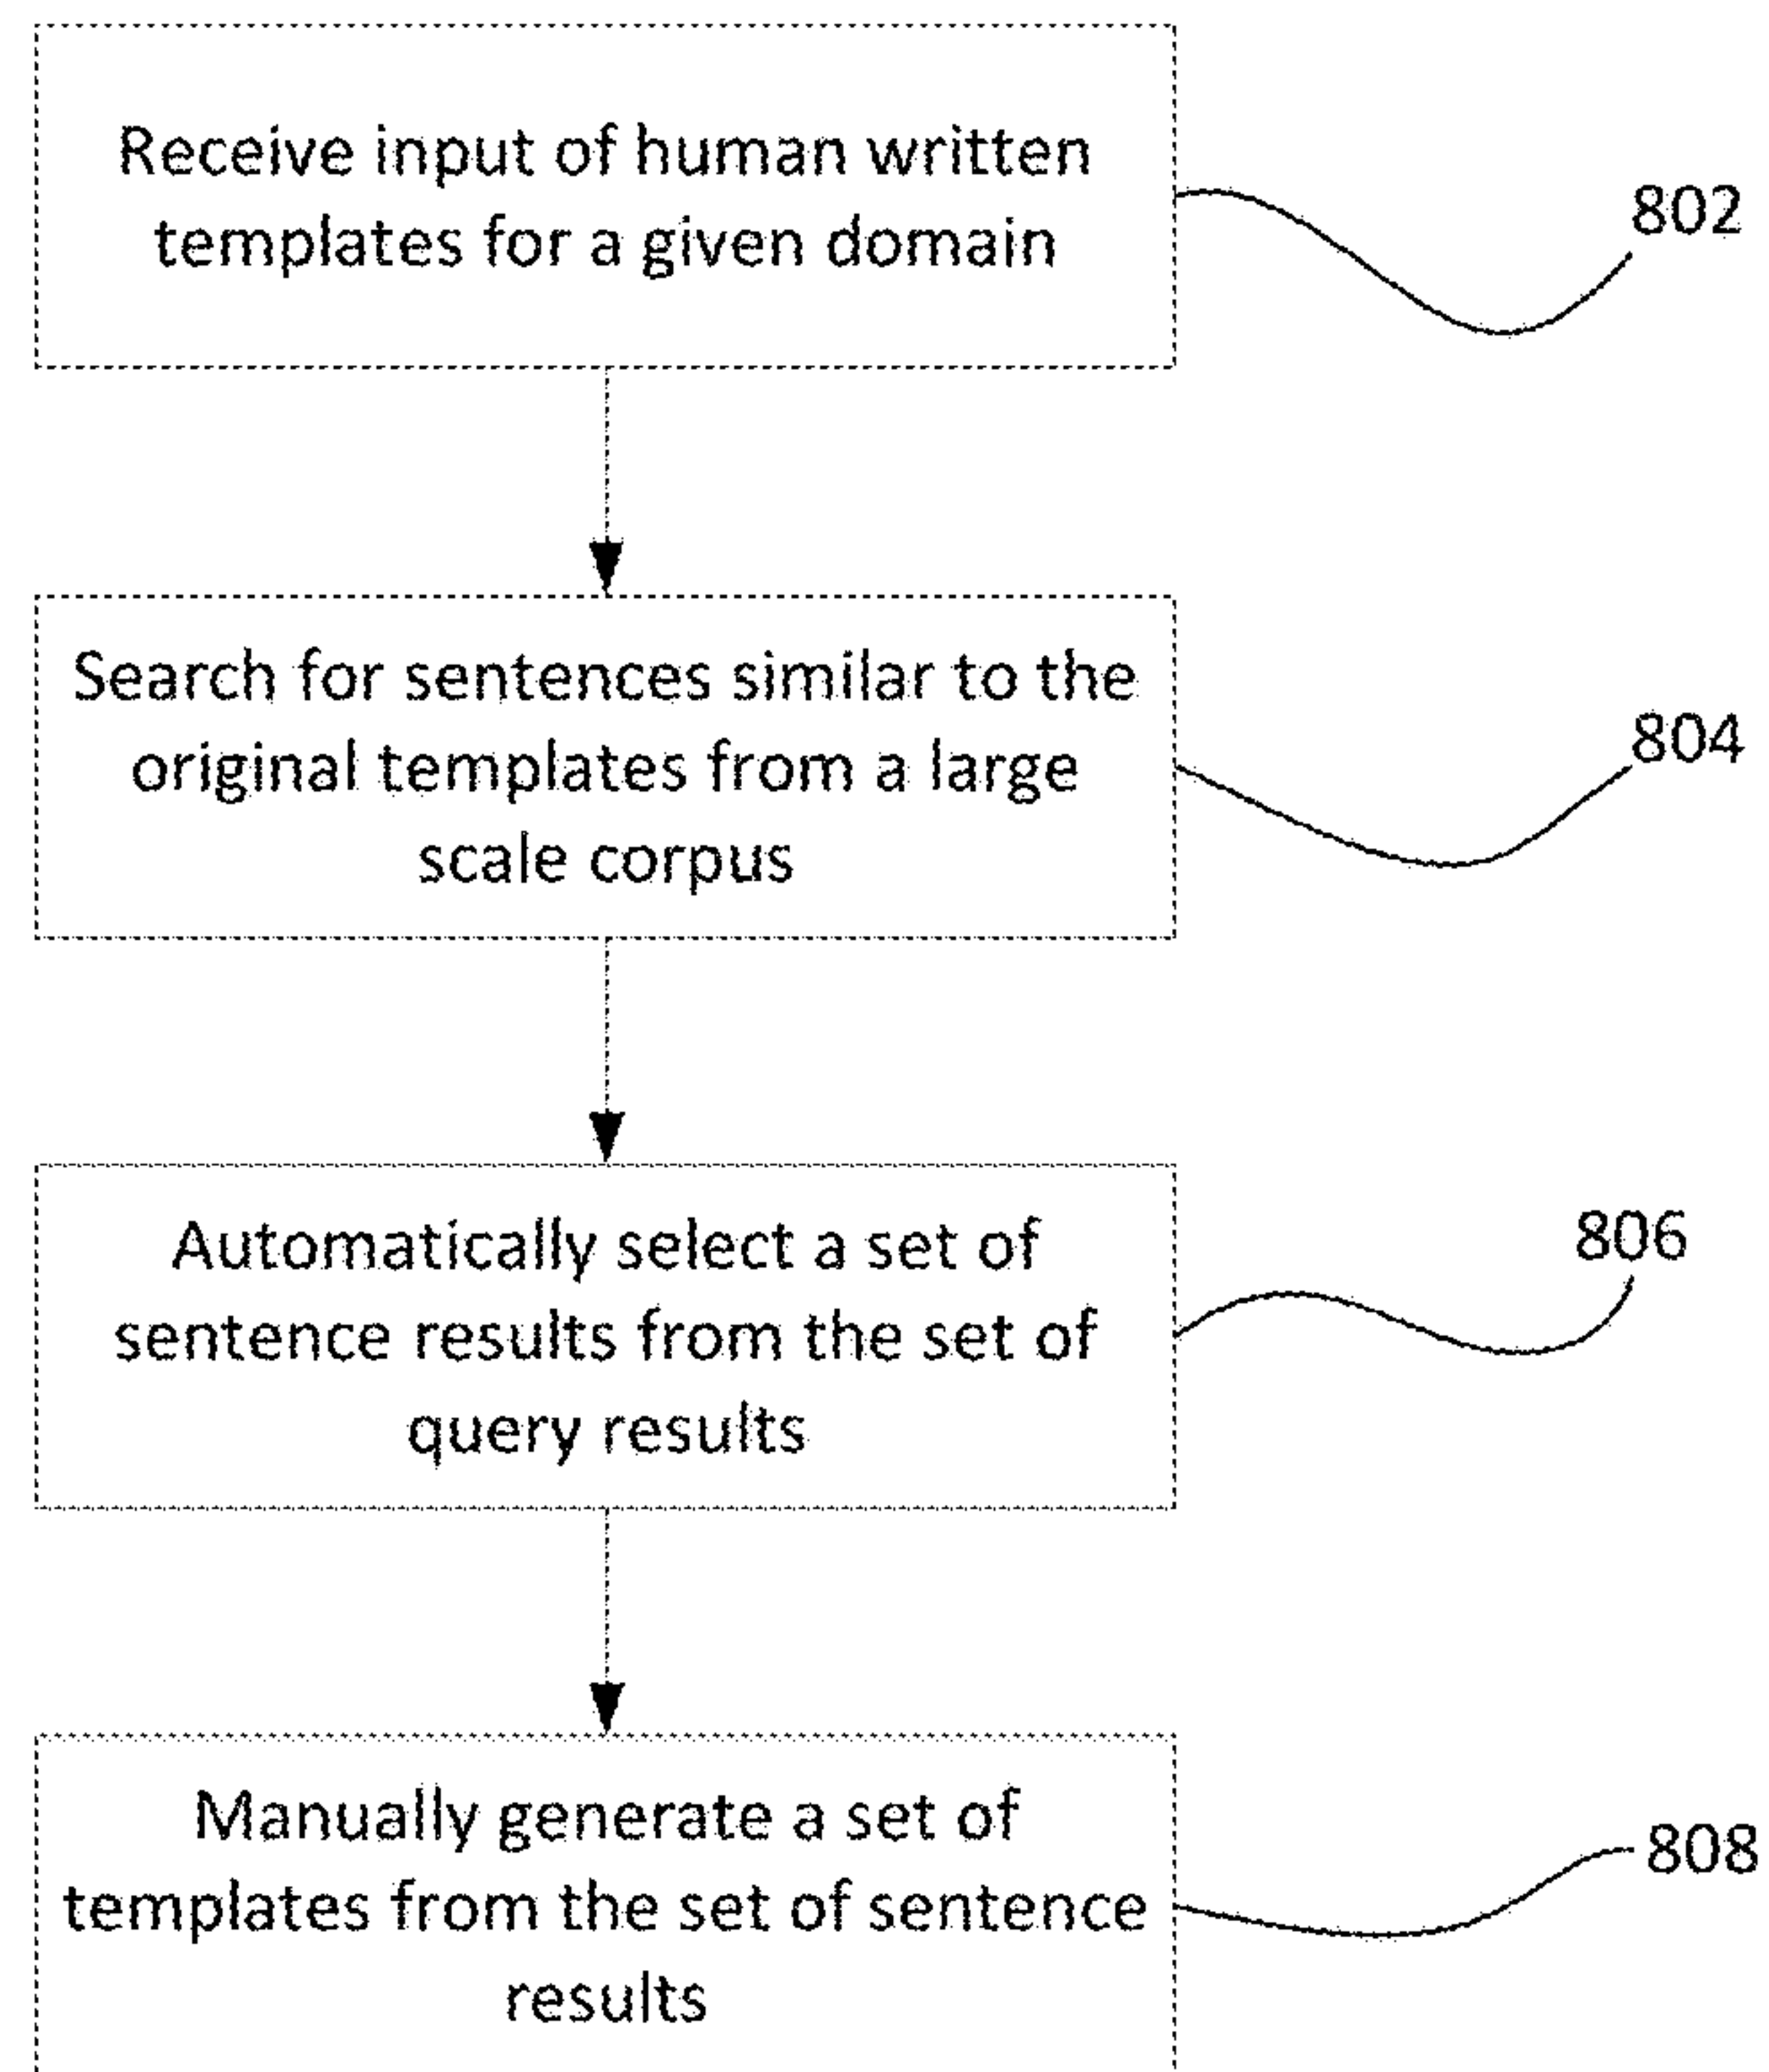 Receive input of human written
templates for a given domain
802
Search for sentences similar to the
original templates from a large
scale corpus
804
Automatically select a set of
sentence results from the set of
query results
806
Manually generate a set of
templates from the set of sentence
results
808